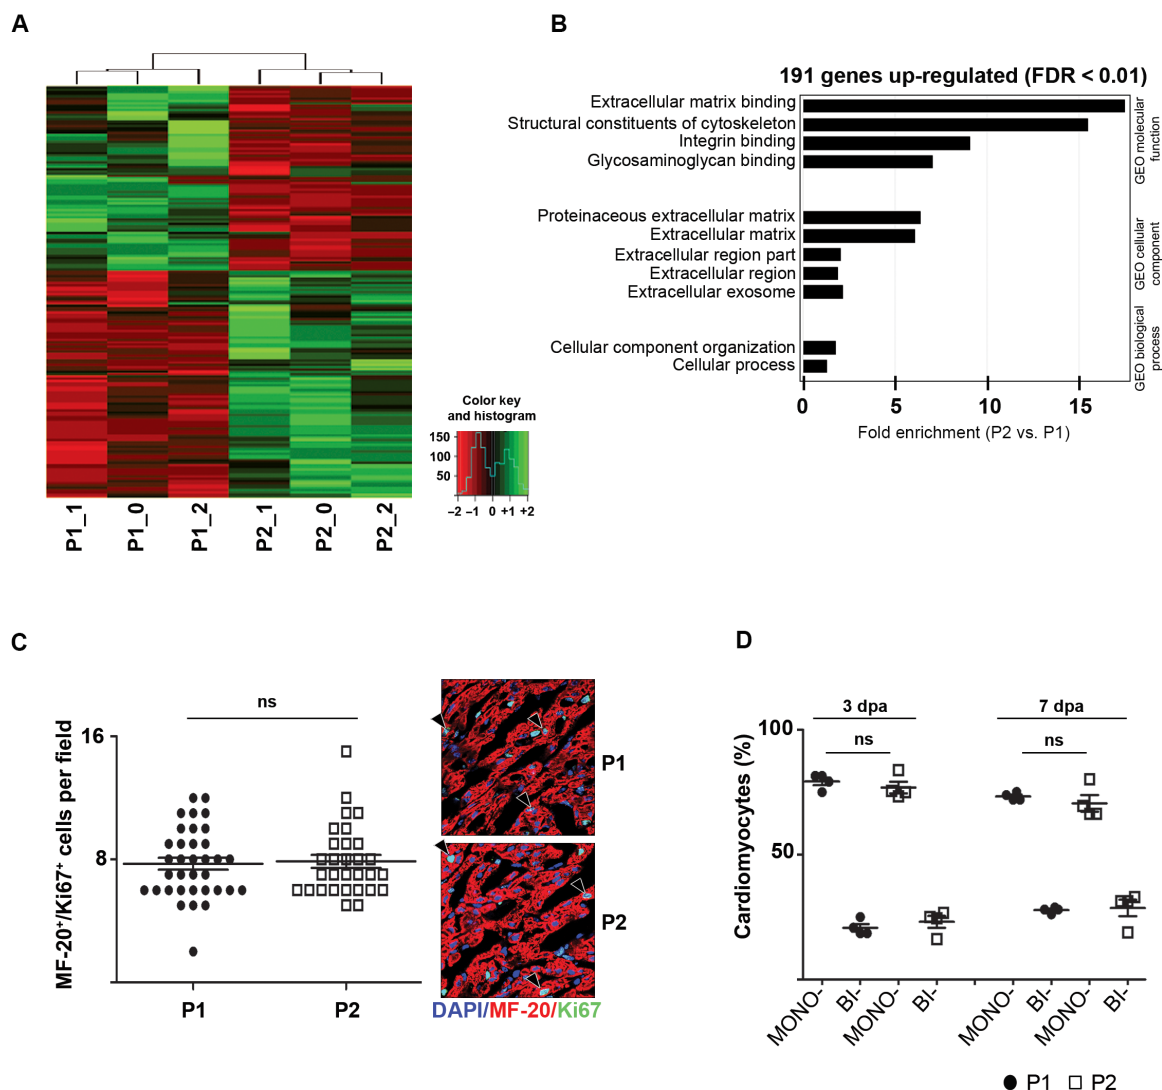 A
P1_1
P1_0
P1_2
P2_1
P2_0
P2_2
Color key
and histogram
150
100
50
−2 −1 0 +1 +2
B
191 genes up-regulated (FDR < 0.01)
Extracellular matrix binding
Structural constituents of cytoskeleton
Integrin binding
Glycosaminoglycan binding
GEO molecular
function
Proteinaceous extracellular matrix
Extracellular matrix
Extracellular region part
Extracellular region
Extracellular exosome
GEO cellular
component
Cellular component organization
Cellular process
GEO biological
process
0 5 10 15
Fold enrichment (P2 vs. P1)
C
MF-20⁺/Ki67⁺ cells per field
16
8
ns
P1 P2
P1
P2
DAPI/MF-20/Ki67
D
Cardiomyocytes (%)
100
50
3 dpa 7 dpa
ns ns
MONO- BI- MONO- BI- MONO- BI- MONO- BI-
P1 P2